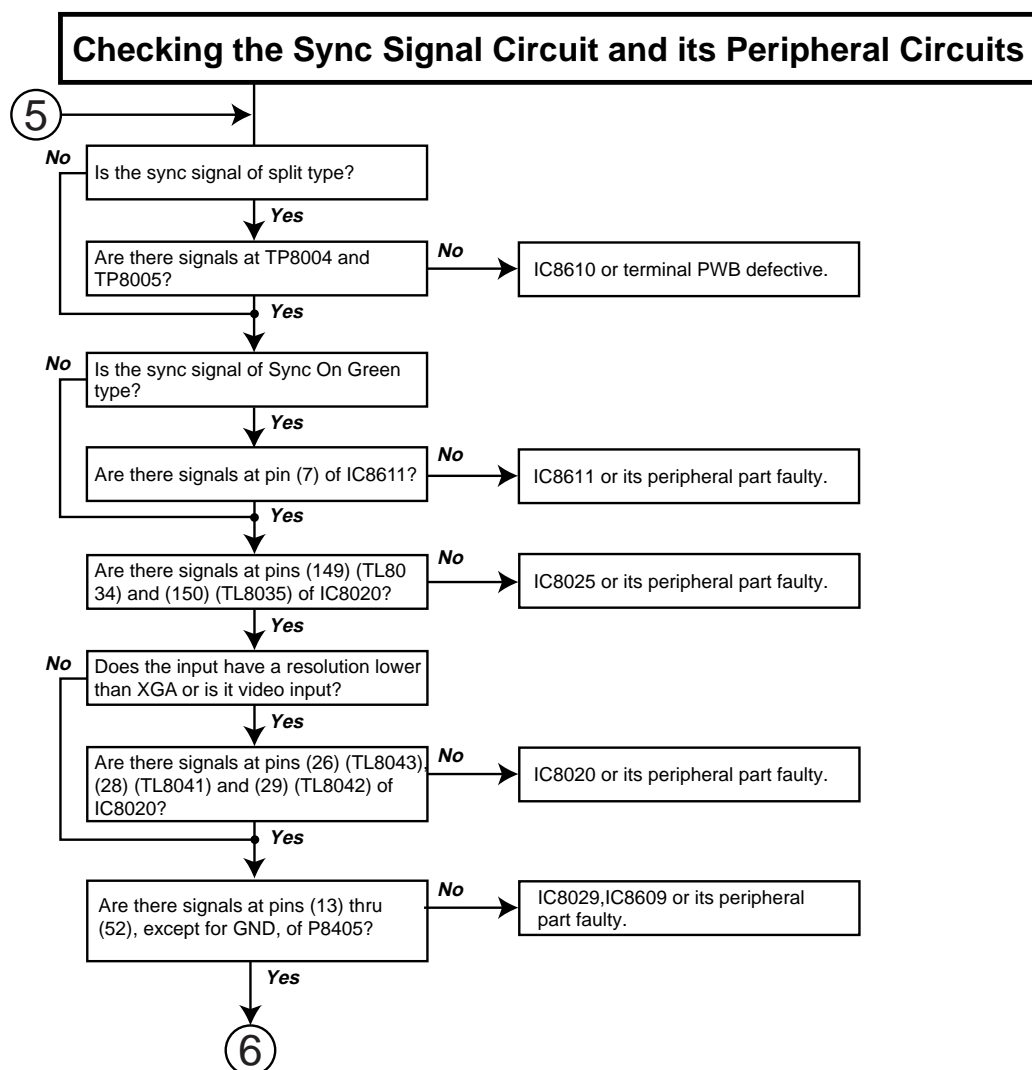 Checking the Sync Signal Circuit and its Peripheral Circuits
5
No
Is the sync signal of split type?
Yes
Are there signals at TP8004 and
TP8005?
No
IC8610 or terminal PWB defective.
Yes
No
Is the sync signal of Sync On Green
type?
Yes
Are there signals at pin (7) of IC8611?
No
IC8611 or its peripheral part faulty.
Yes
Are there signals at pins (149) (TL80
34) and (150) (TL8035) of IC8020?
No
IC8025 or its peripheral part faulty.
Yes
No
Does the input have a resolution lower
than XGA or is it video input?
Yes
Are there signals at pins (26) (TL8043),
(28) (TL8041) and (29) (TL8042) of
IC8020?
No
IC8020 or its peripheral part faulty.
Yes
Are there signals at pins (13) thru
(52), except for GND, of P8405?
No
IC8029,IC8609 or its peripheral
part faulty.
Yes
6